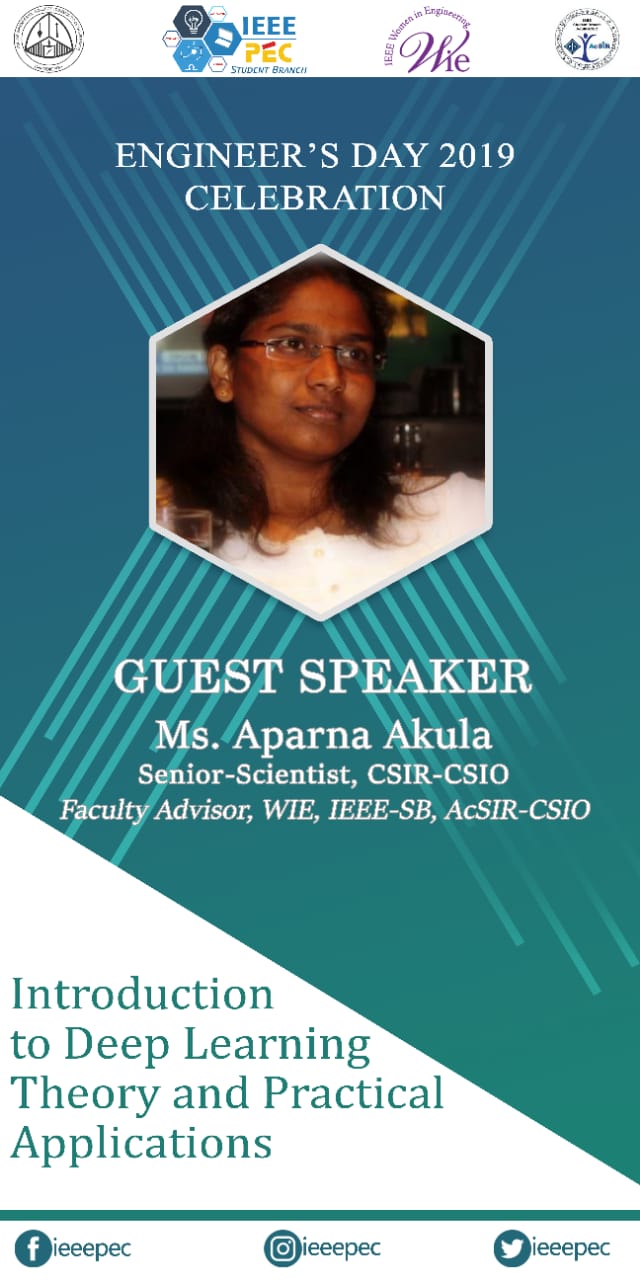 IEEE
PEC
STUDENT BRANCH
IEEE Women in Engineering
Wie
AcSIR
ENGINEER'S DAY 2019
CELEBRATION
GUEST SPEAKER
Ms. Aparna Akula
Senior-Scientist, CSIR-CSIO
Faculty Advisor, WIE, IEEE-SB, AcSIR-CSIO
Introduction
to Deep Learning
Theory and Practical
Applications
ieeepec
ieeepec
ieeepec